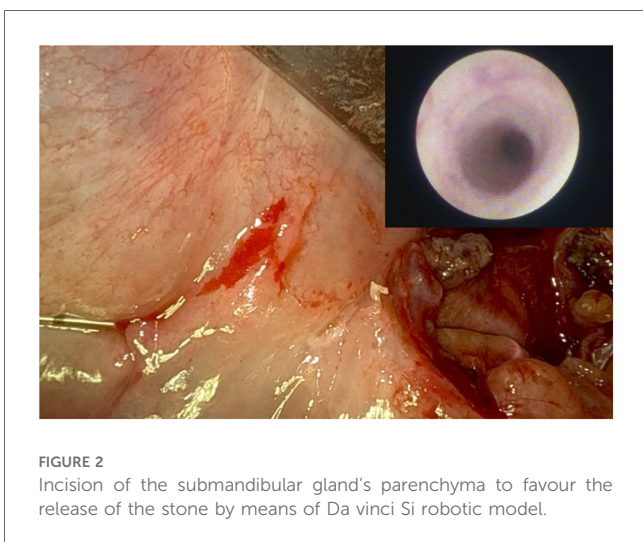 FIGURE 2
Incision of the submandibular gland's parenchyma to favour the
release of the stone by means of Da vinci Si robotic model.